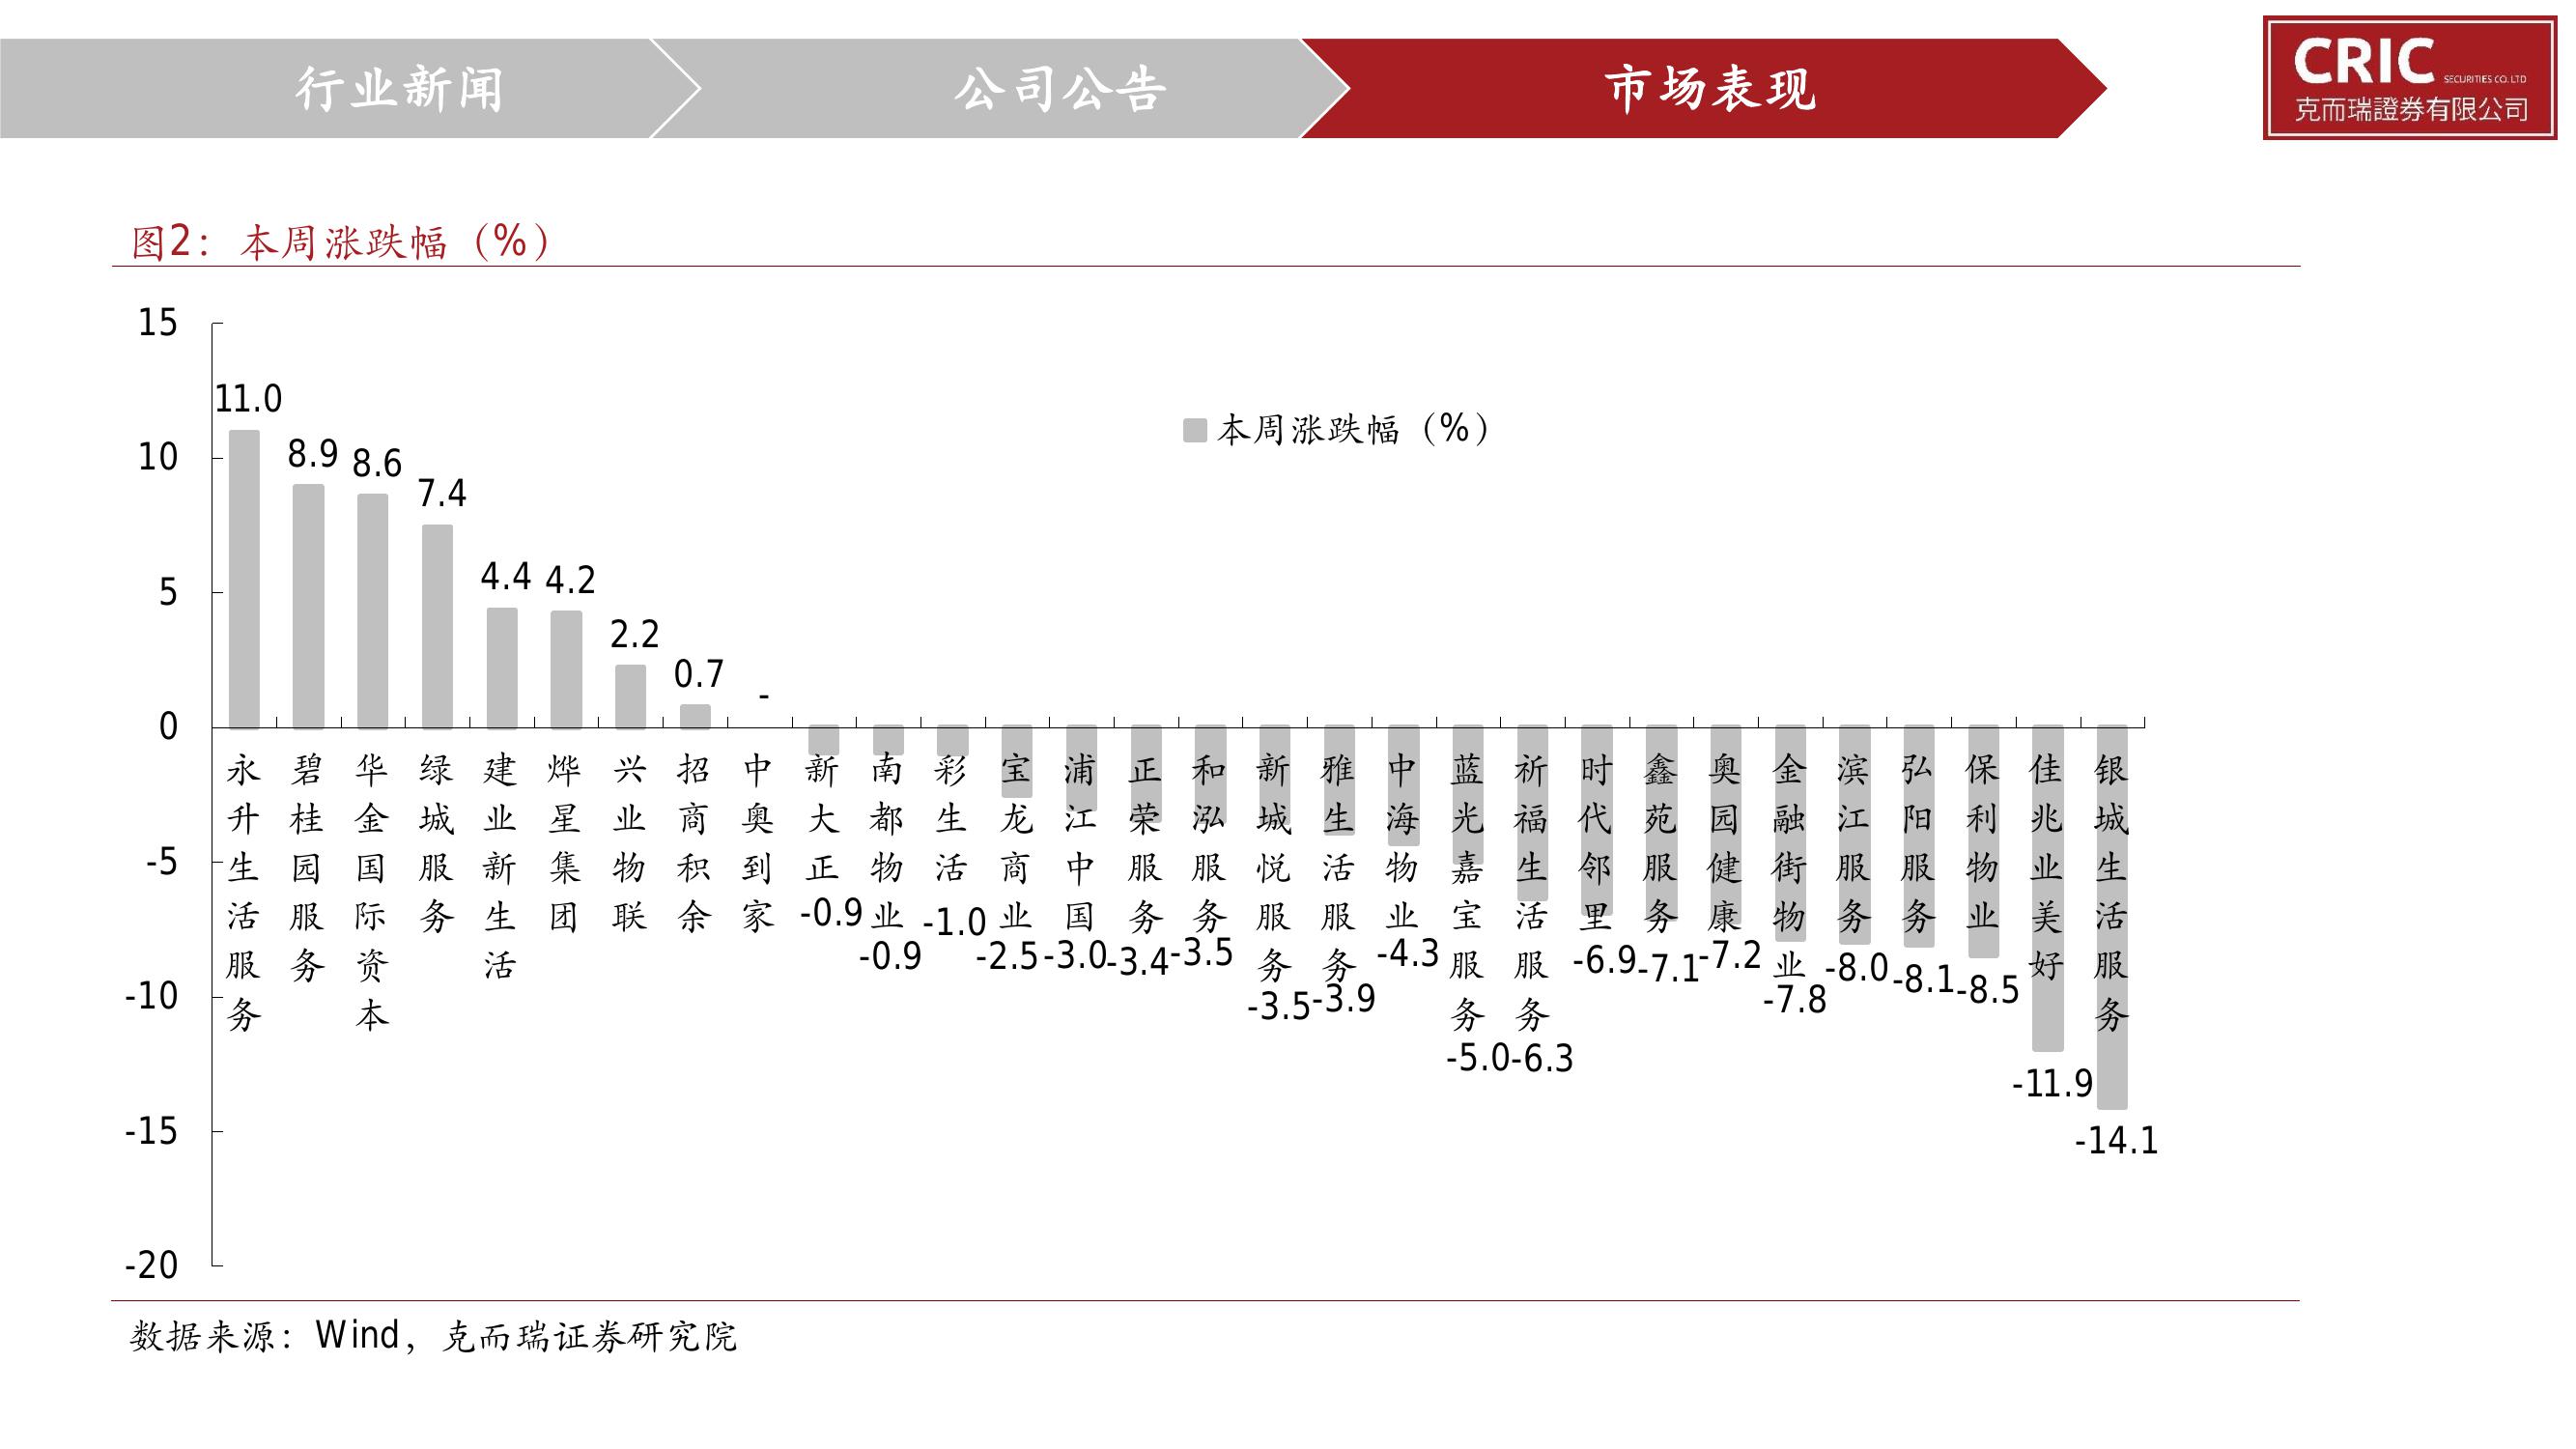 行业新闻
公司公告
市场表现
CRIC SECURITIES CO. LTD
克而瑞證券有限公司
图2：本周涨跌幅（%）
本周涨跌幅（%）
15
10
5
0
-5
-10
-15
-20
11.0
8.9
8.6
7.4
4.4
4.2
2.2
0.7
-
-0.9
-0.9
-1.0
-2.5
-3.0
-3.4
-3.5
-3.5
-3.9
-4.3
-5.0
-6.3
-6.9
-7.1
-7.2
-7.8
-8.0
-8.1
-8.5
-11.9
-14.1
永升生活服务
碧桂园服务
华金国际资本
绿城服务
建业新生活
烨星集团
兴业物联
招商积余
中奥到家
新大正
南都物业
彩生活
宝龙商业
浦江中国
正荣服务
和泓服务
新城悦服务
雅生活服务
中海物业
蓝光嘉宝服务
祈福生活服务
时代邻里
鑫苑服务
奥园健康
金融街物业
滨江服务
弘阳服务
保利物业
佳兆业美好
银城生活服务
数据来源：Wind，克而瑞证券研究院